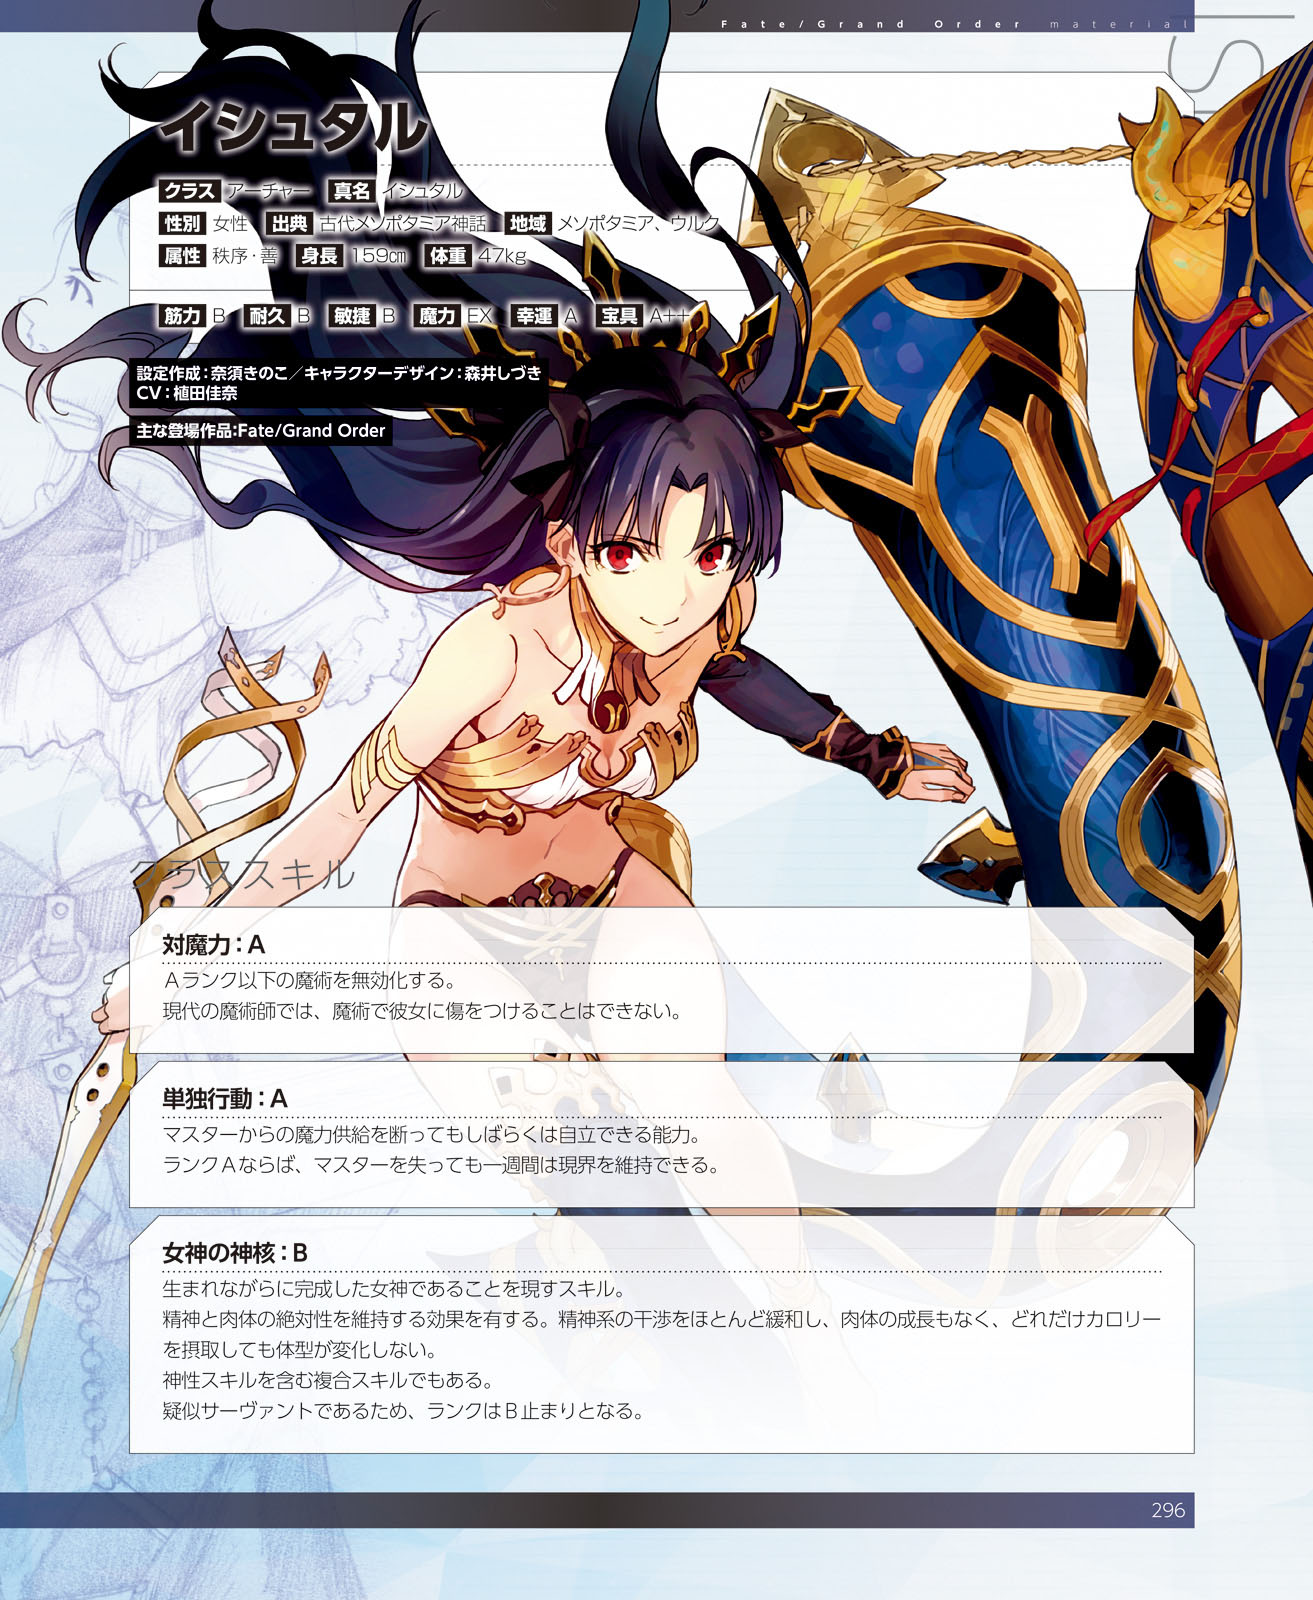 Fate/Grand Order material
イシュタル
クラス アーチャー 真名 イシュタル
性別 女性 出典 古代メソポタミア神話 地域 メソポタミア、ウルク
属性 秩序・善 身長 159㎝ 体重 47kg
筋力 B 耐久 B 敏捷 B 魔力 EX 幸運 A 宝具 A++
設定作成：奈須きのこ／キャラクターデザイン：森井しづき
CV：植田佳奈
主な登場作品:Fate/Grand Order
クラススキル
対魔力：A
Ａランク以下の魔術を無効化する。
現代の魔術師では、魔術で彼女に傷をつけることはできない。
単独行動：A
マスターからの魔力供給を断ってもしばらくは自立できる能力。
ランクＡならば、マスターを失っても一週間は現界を維持できる。
女神の神核：B
生まれながらに完成した女神であることを現すスキル。
精神と肉体の絶対性を維持する効果を有する。精神系の干渉をほとんど緩和し、肉体の成長もなく、どれだけカロリー
を摂取しても体型が変化しない。
神性スキルを含む複合スキルでもある。
疑似サーヴァントであるため、ランクはＢ止まりとなる。
296